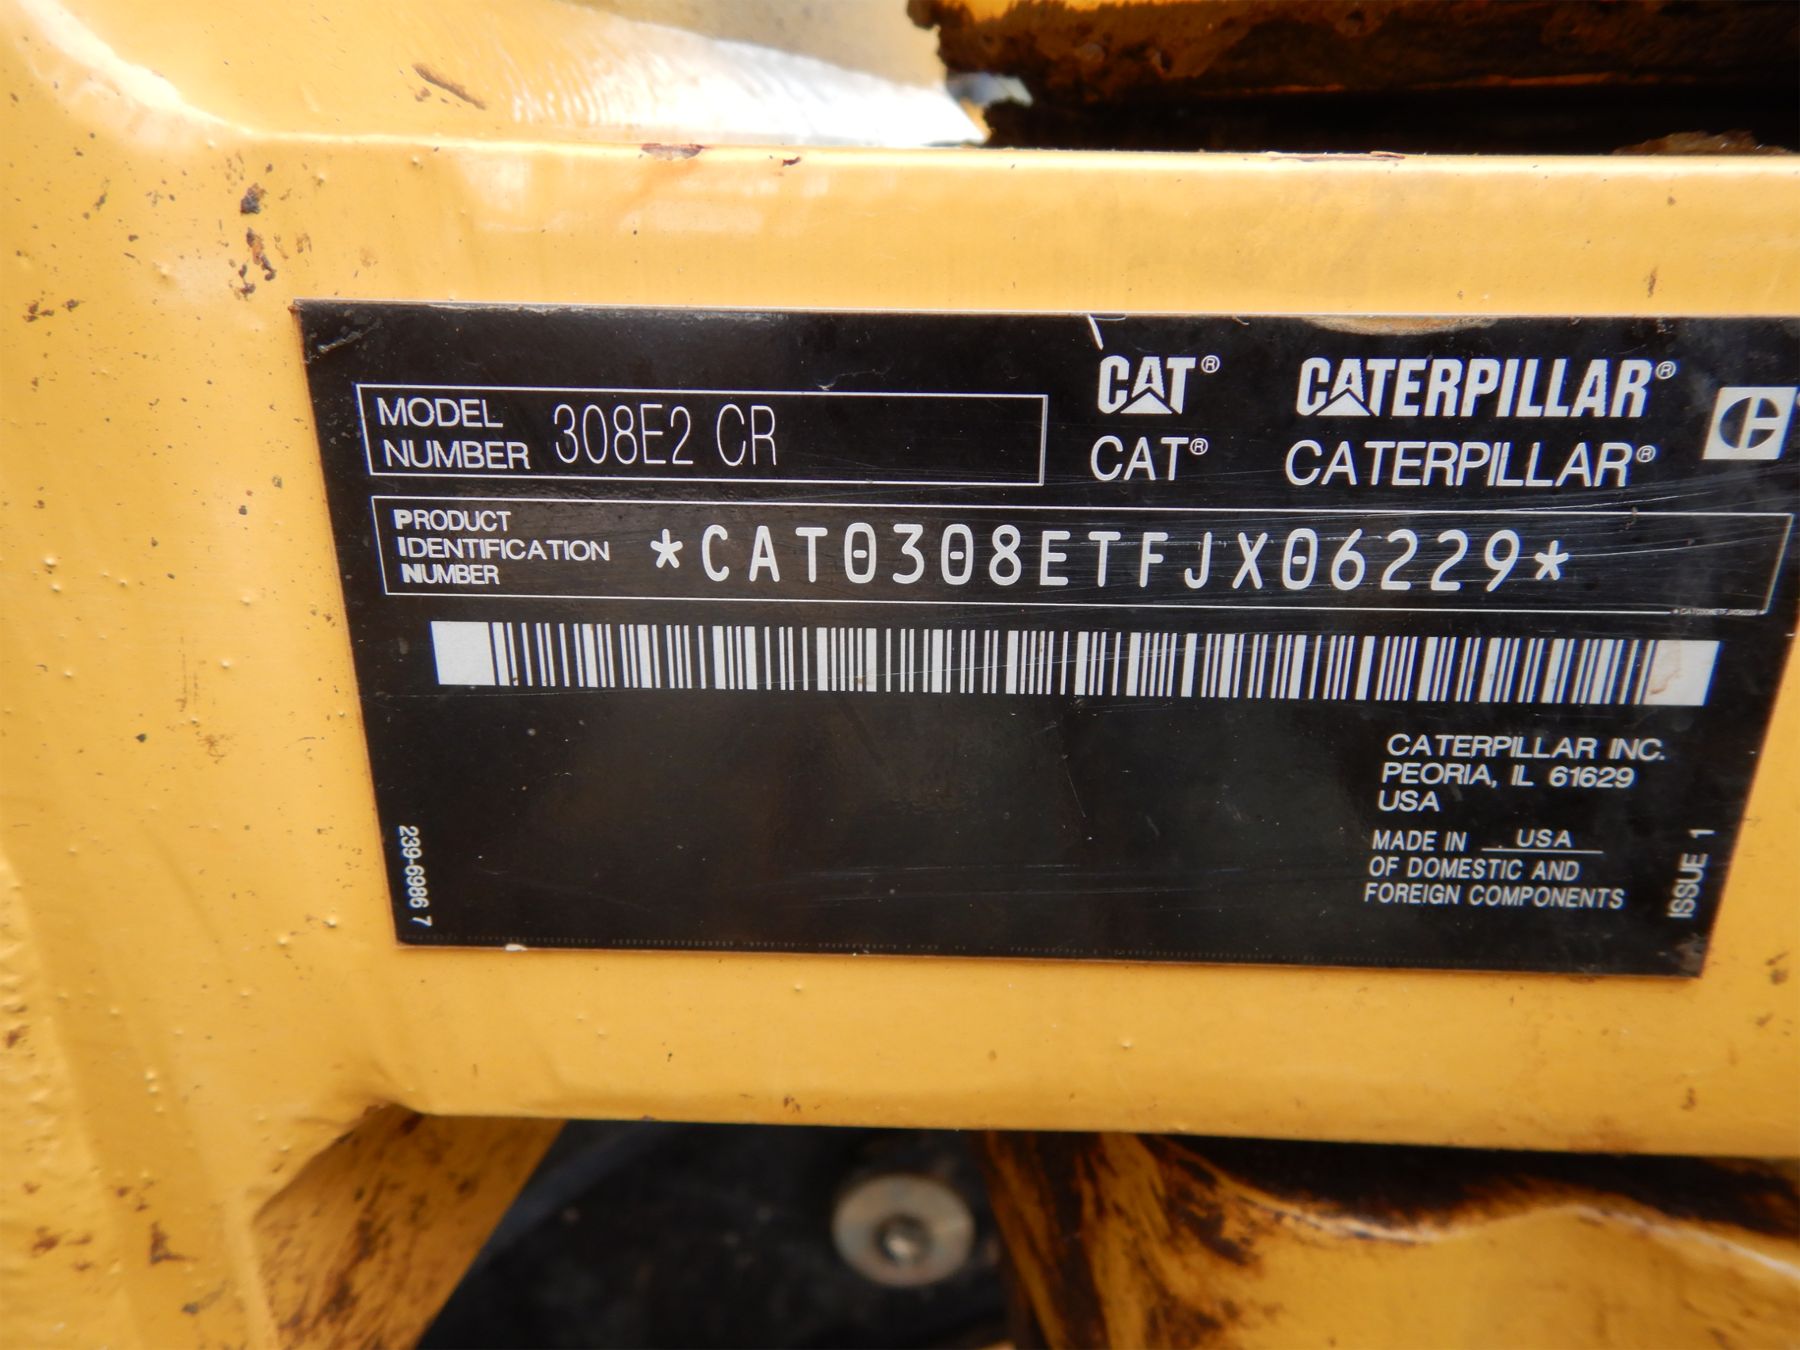 MODEL NUMBER 308E2 CR
CAT® CATERPILLAR®
CAT® CATERPILLAR®
PRODUCT IDENTIFICATION NUMBER *CAT0308ETFJX06229*
CATERPILLAR INC.
PEORIA, IL 61629
USA
MADE IN USA
OF DOMESTIC AND
FOREIGN COMPONENTS
239-6986 7
ISSUE 1